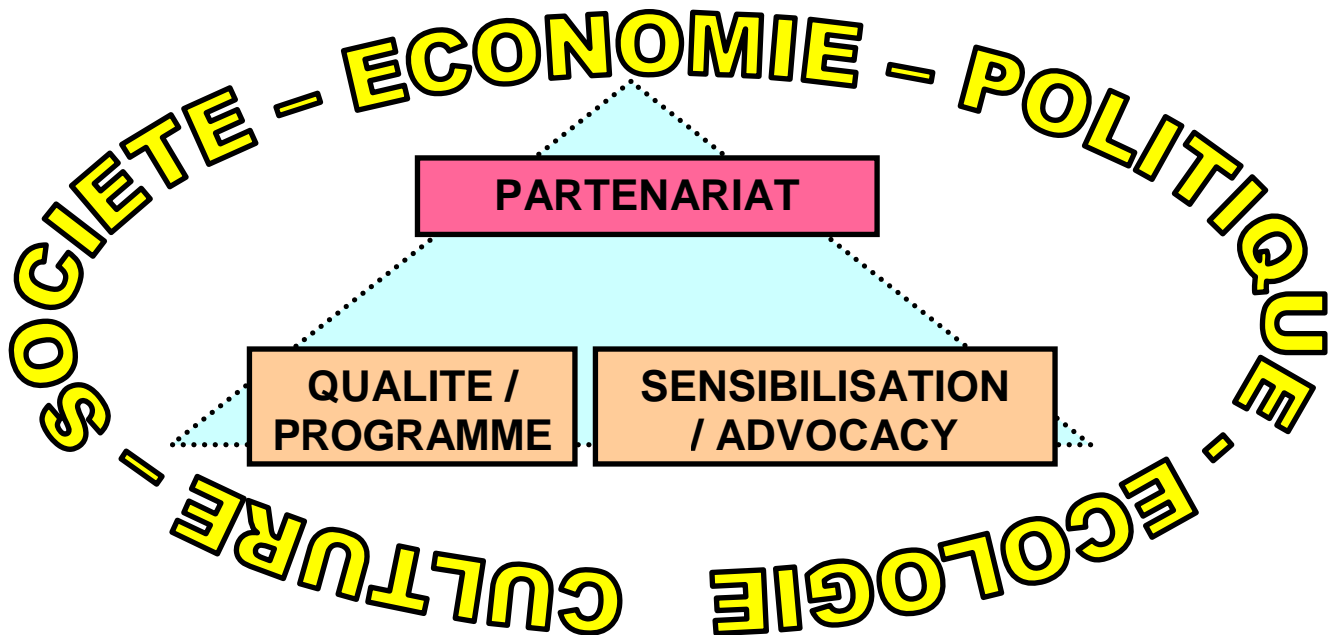 CULTURE – SOCIETE – ECONOMIE – POLITIQUE - ECOLOGIE
PARTENARIAT
QUALITE /
PROGRAMME
SENSIBILISATION
/ ADVOCACY